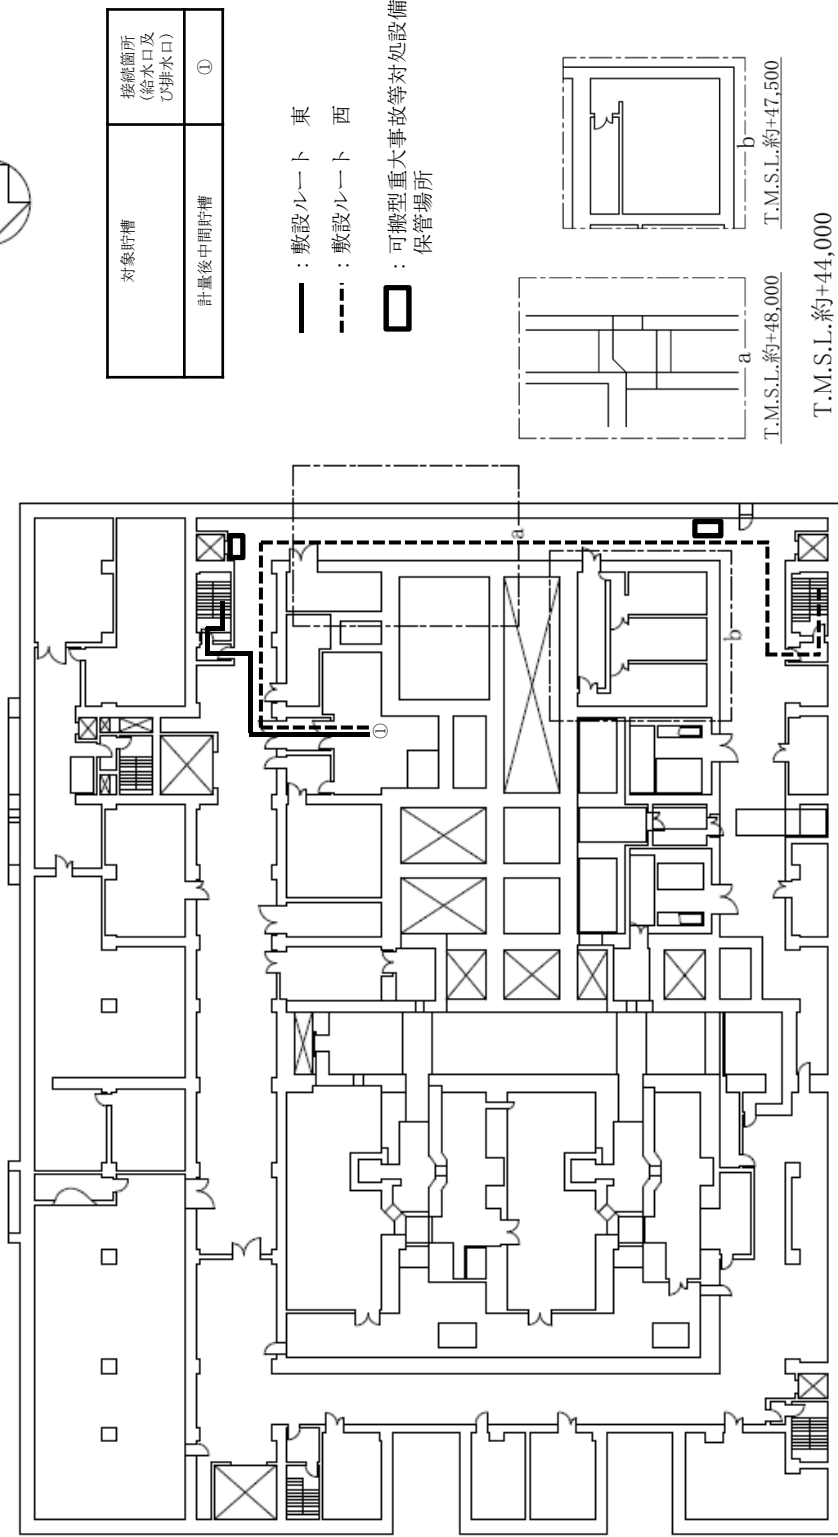 対象貯槽
接続箇所
(給水口及
び排水口)
計量後中間貯槽
①
：敷設ルート 東
：敷設ルート 西
：可搬型重大事故等対処設備
保管場所
①
a
b
a
T.M.S.L.約+48,000
b
T.M.S.L.約+47,500
T.M.S.L.約+44,000